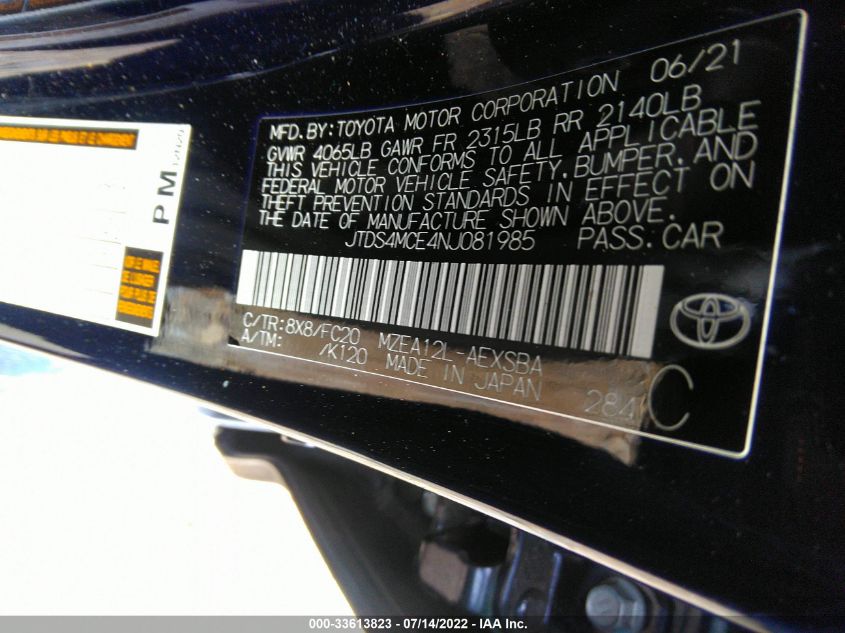 06/21
MFD.BY:TOYOTA MOTOR CORPORATION
GVWR 4065LB GAWR FR 2315LB RR 2140LB
THIS VEHICLE CONFORMS TO ALL APPLICABLE
FEDERAL MOTOR VEHICLE SAFETY,BUMPER,AND
THEFT PREVENTION STANDARDS IN EFFECT ON
THE DATE OF MANUFACTURE SHOWN ABOVE.
JTDS4MCE4NJ081985 PASS.CAR
C/TR:8X8/FC20 MZEA12L-AEXSBA
A/TM: /K120 MADE IN JAPAN
284 C
PM
000-33613823 - 07/14/2022 - IAA Inc.